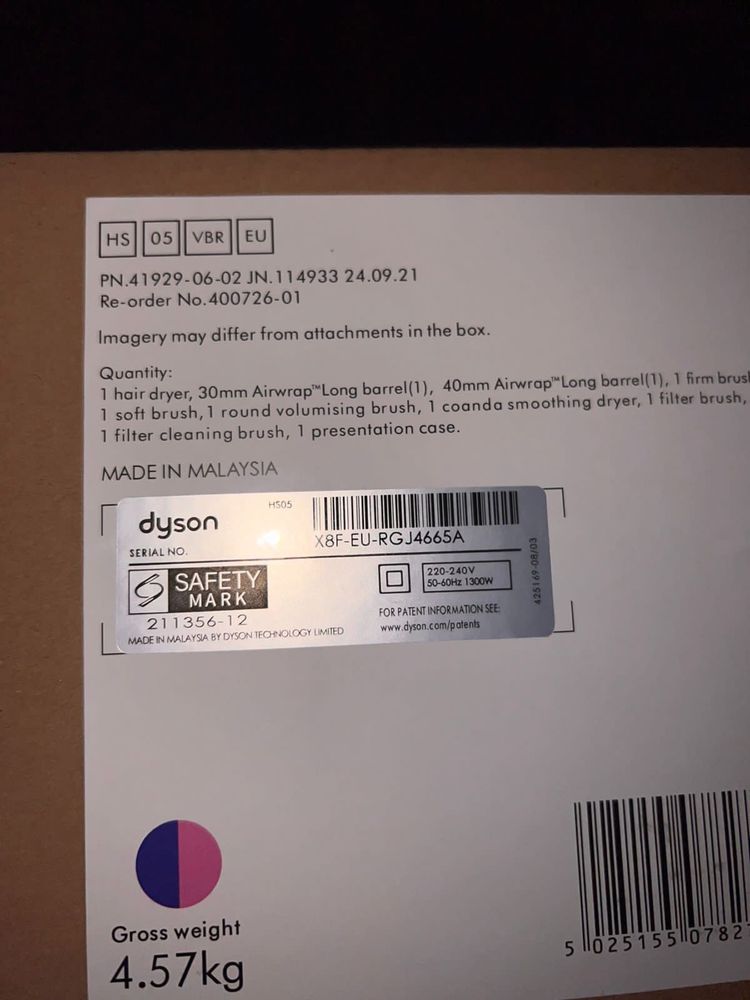 HS 05 VBR EU
PN.41929-06-02 JN.114933 24.09.21
Re-order No.400726-01
Imagery may differ from attachments in the box.
Quantity:
1 hair dryer, 30mm Airwrap™Long barrel(1), 40mm Airwrap™Long barrel(1), 1 firm brus
1 soft brush, 1 round volumising brush, 1 coanda smoothing dryer, 1 filter brush,
1 filter cleaning brush, 1 presentation case.
MADE IN MALAYSIA
dyson
HS05
SERIAL NO.
X8F-EU-RGJ4665A
SAFETY
MARK
211356-12
MADE IN MALAYSIA BY DYSON TECHNOLOGY LIMITED
220-240V
50-60Hz 1300W
FOR PATENT INFORMATION SEE:
www.dyson.com/patents
425169-08/03
Gross weight
4.57kg
5 025155 0782